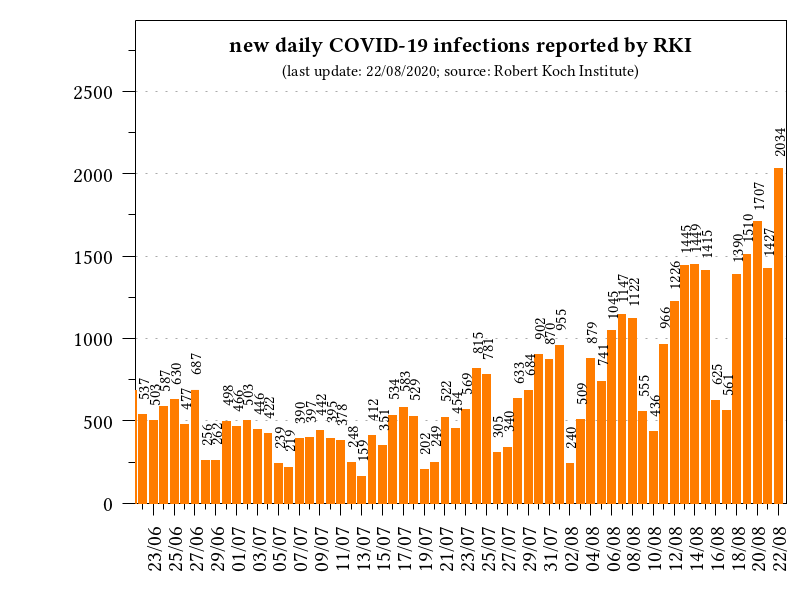 new daily COVID-19 infections reported by RKI
(last update: 22/08/2020; source: Robert Koch Institute)
2500
2000
1500
1000
500
0
537 503 587 630 477 687 256 262 498 466 503 446 422 239 219 390 397 442 395 378 248 159 412 351 534 583 529 202 249 522 454 569 815 781 305 340 633 684 902 870 955 240 509 879 741 1045 1147 1122 555 436 966 1226 1445 1449 1415 625 561 1390 1510 1707 1427 2034
23/06 25/06 27/06 29/06 01/07 03/07 05/07 07/07 09/07 11/07 13/07 15/07 17/07 19/07 21/07 23/07 25/07 27/07 29/07 31/07 02/08 04/08 06/08 08/08 10/08 12/08 14/08 16/08 18/08 20/08 22/08